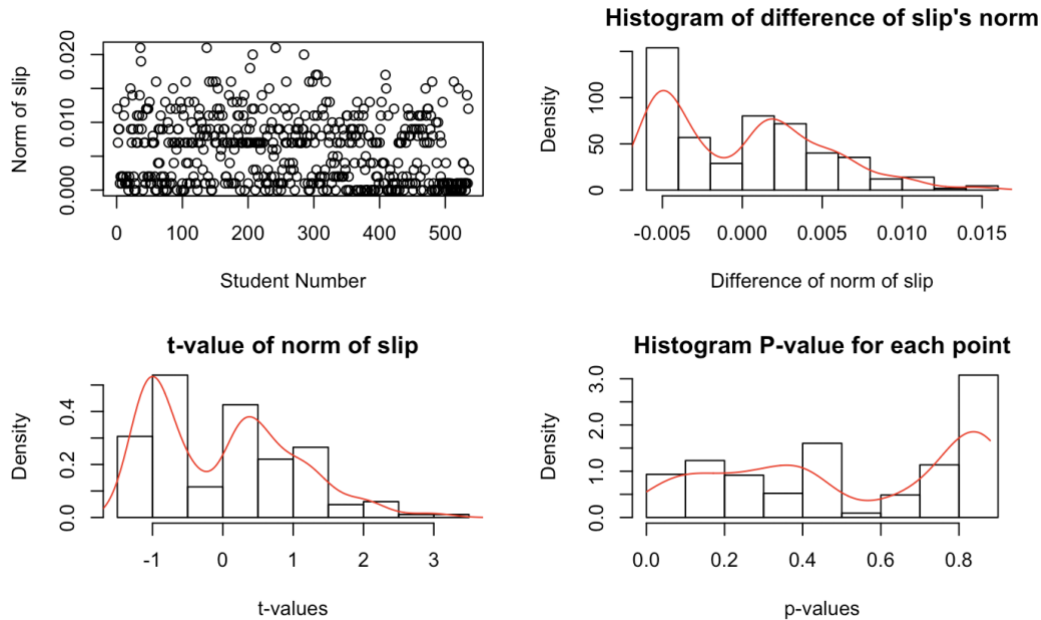 Norm of slip
0.000 0.010 0.020
0 100 200 300 400 500
Student Number
Histogram of difference of slip's norm
Density
0 50 100
-0.005 0.000 0.005 0.010 0.015
Difference of norm of slip
t-value of norm of slip
Density
0.0 0.2 0.4
-1 0 1 2 3
t-values
Histogram P-value for each point
Density
0.0 1.0 2.0 3.0
0.0 0.2 0.4 0.6 0.8
p-values